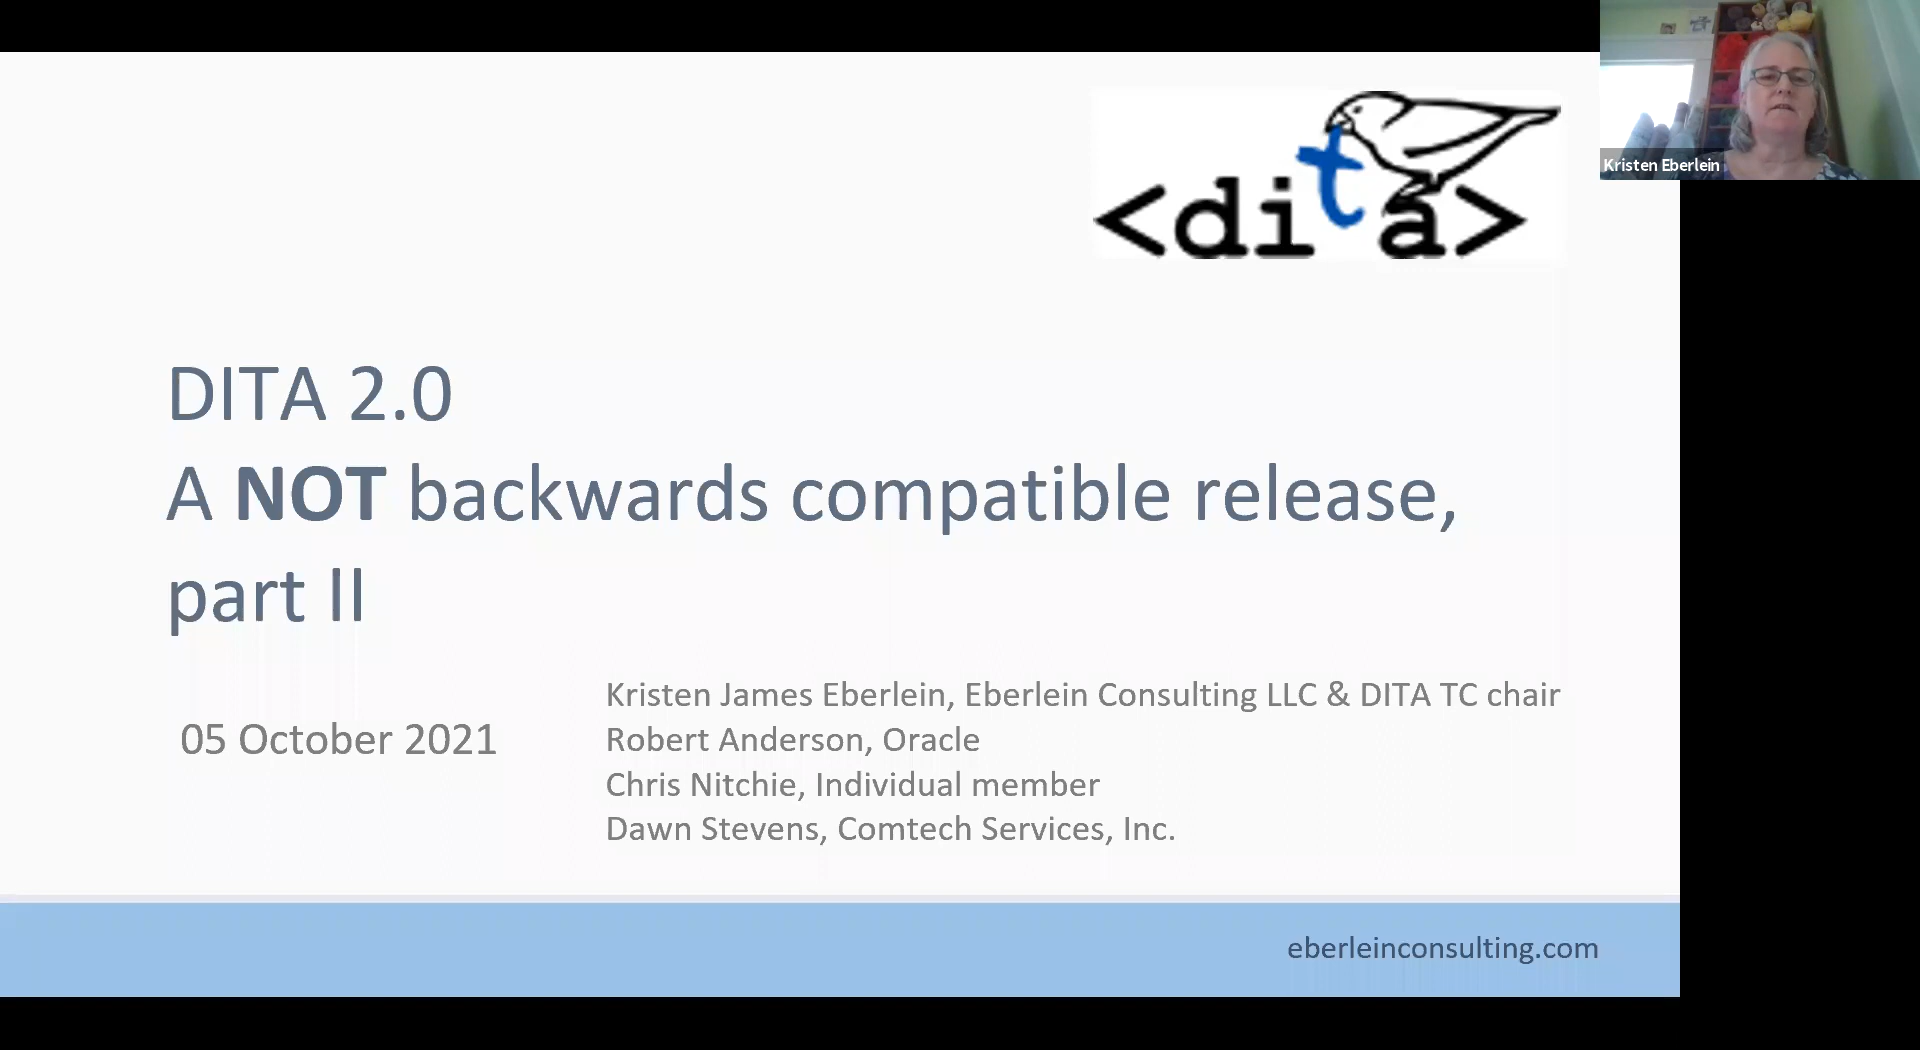 <dita>
Kristen Eberlein
DITA 2.0
A NOT backwards compatible release,
part II
05 October 2021
Kristen James Eberlein, Eberlein Consulting LLC & DITA TC chair
Robert Anderson, Oracle
Chris Nitchie, Individual member
Dawn Stevens, Comtech Services, Inc.
eberleinconsulting.com